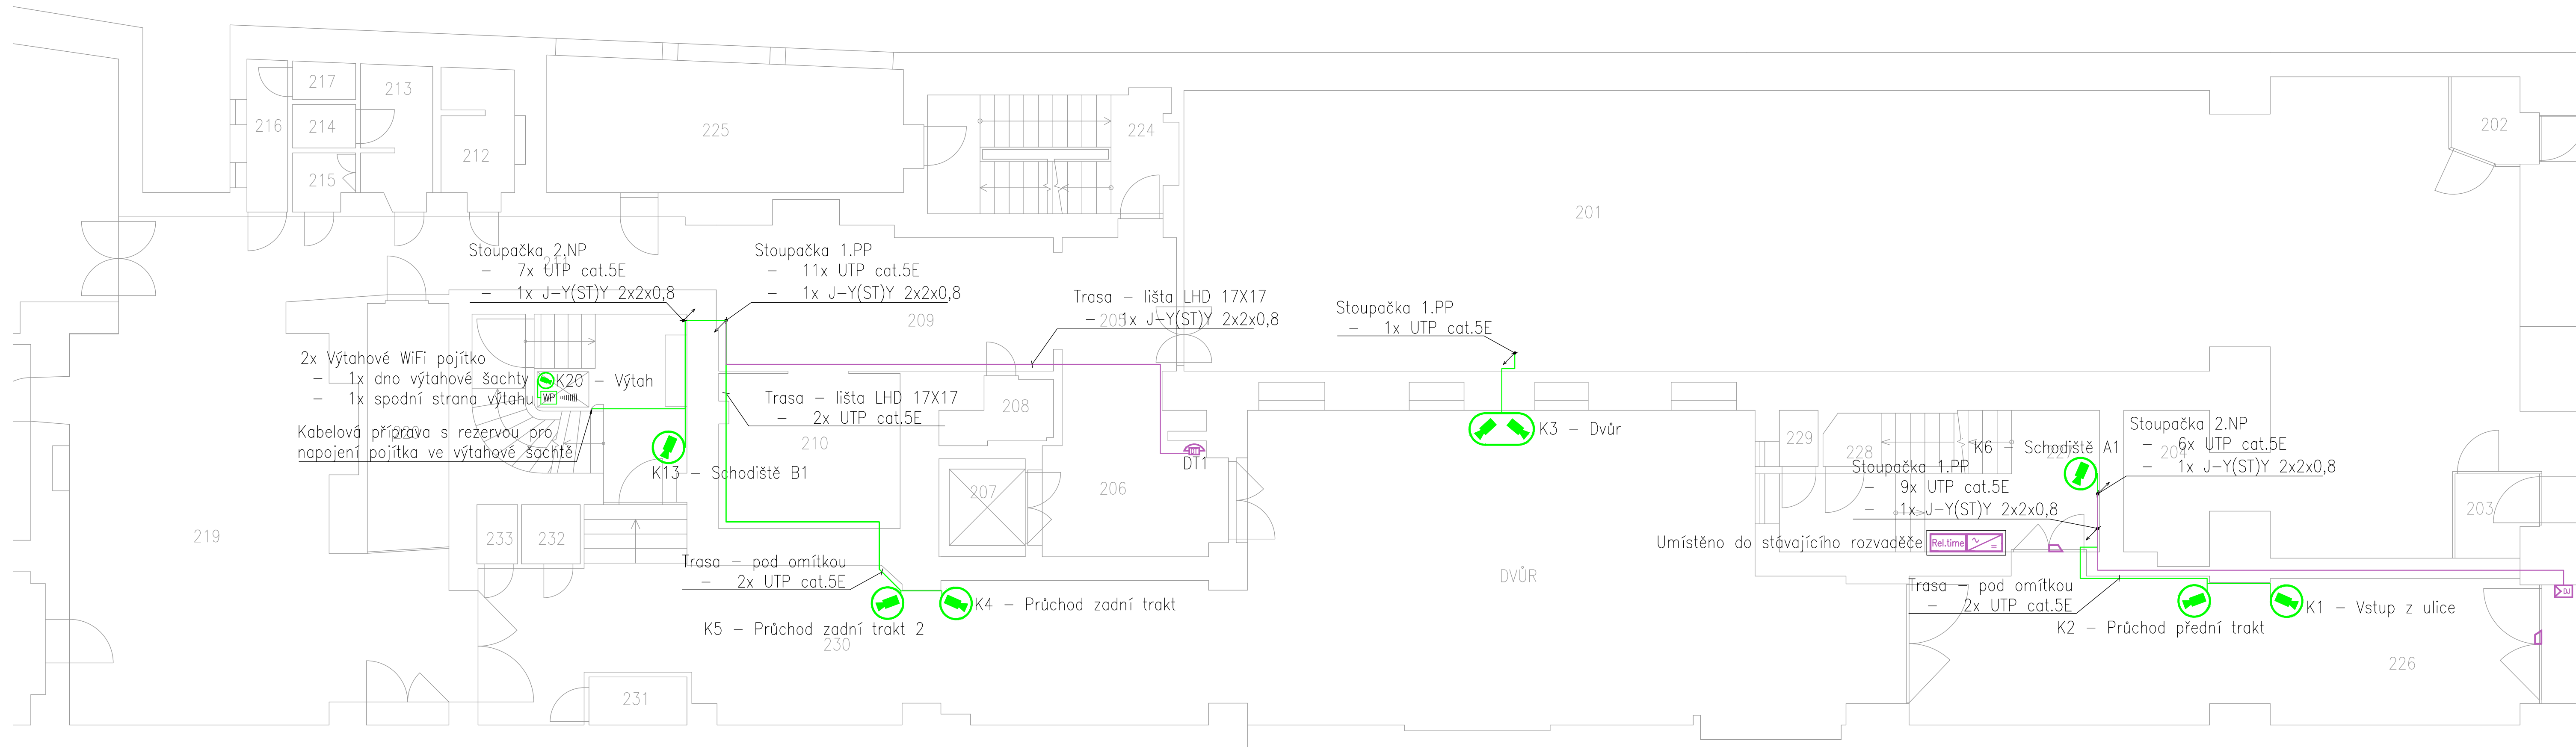 217
213
216
214
212
215
225
224
202
201
211
Stoupačka 2.NP
-   7x UTP cat.5E
-   1x J-Y(ST)Y 2x2x0,8
Stoupačka 1.PP
-   11x UTP cat.5E
-   1x J-Y(ST)Y 2x2x0,8
209
Trasa - lišta LHD 17X17
-   1x J-Y(ST)Y 2x2x0,8
205
Stoupačka 1.PP
-   1x UTP cat.5E
2x Výtahové WiFi pojítko
-   1x dno výtahové šachty
-   1x spodní strana výtahu
K20 - Výtah
WP
Kabelová příprava s rezervou pro
napojení pojítka ve výtahové šachtě
220
K13 - Schodiště B1
Trasa - lišta LHD 17X17
-   2x UTP cat.5E
210
208
207
206
DT1
K3 - Dvůr
229
228
227
204
203
K6 - Schodiště A1
Stoupačka 2.NP
-   6x UTP cat.5E
-   1x J-Y(ST)Y 2x2x0,8
Stoupačka 1.PP
-   9x UTP cat.5E
-   1x J-Y(ST)Y 2x2x0,8
Umístěno do stávajícího rozvaděče
Rel.time
219
233
232
Trasa - pod omítkou
-   2x UTP cat.5E
DVŮR
Trasa - pod omítkou
-   2x UTP cat.5E
DJ
K4 - Průchod zadní trakt
K5 - Průchod zadní trakt 2
K1 - Vstup z ulice
K2 - Průchod přední trakt
230
226
231